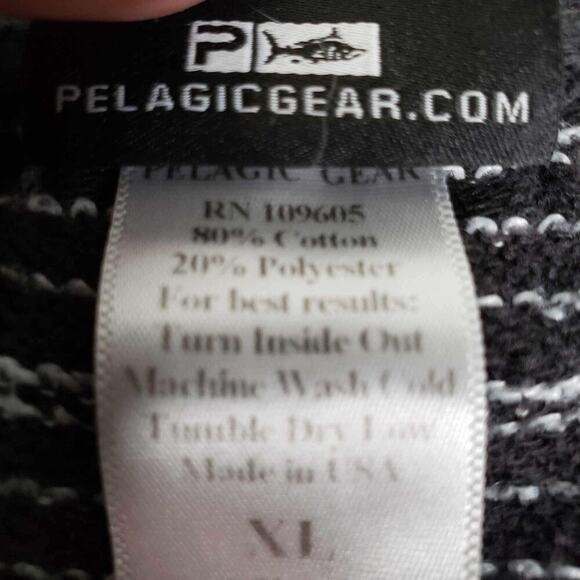 P
PELAGICGEAR.COM
PELAGIC GEAR
RN 109605
80% Cotton
20% Polyester
For best results:
Turn Inside Out
Machine Wash Cold
Tumble Dry Low
Made in USA
XL